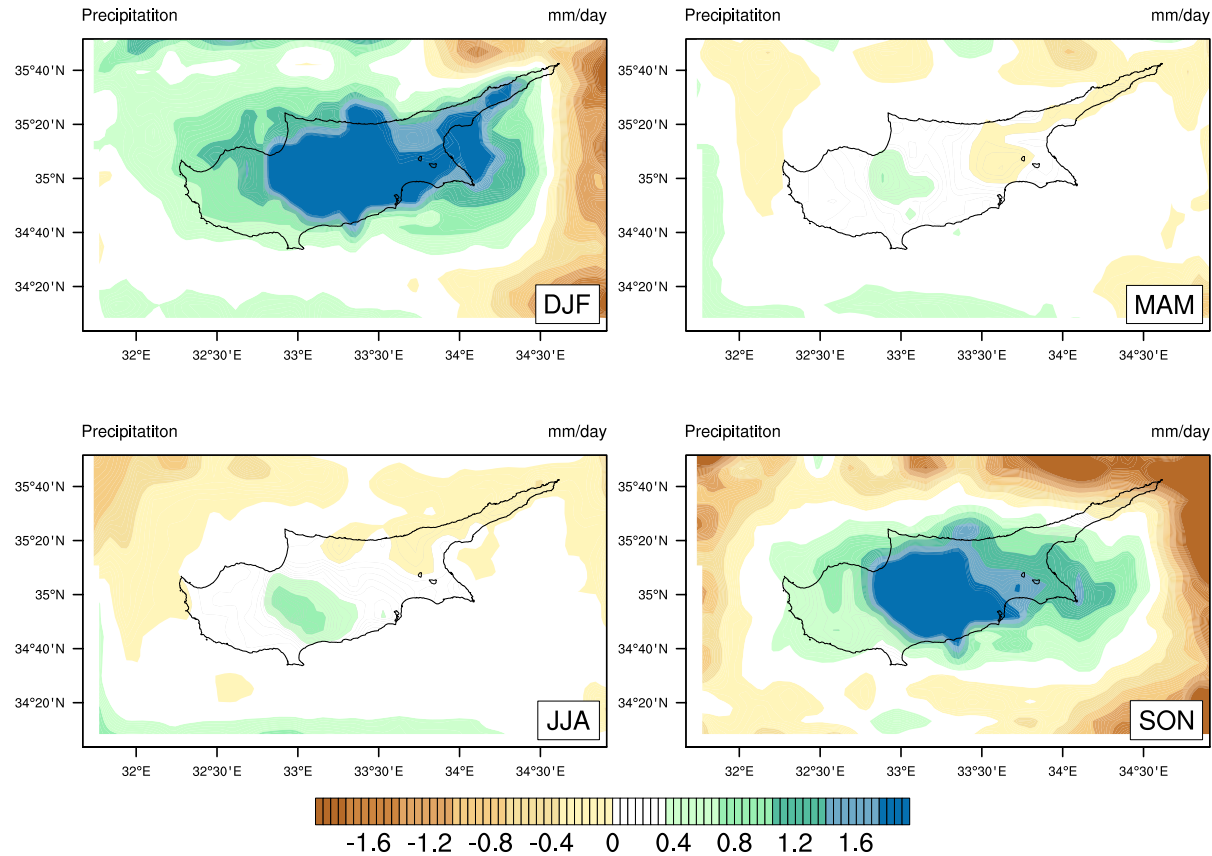 Precipitatiton mm/day Precipitatiton mm/day
35°40'N 35°40'N
35°20'N 35°20'N
35°N 35°N
34°40'N 34°40'N
34°20'N 34°20'N
DJF MAM
32°E 32°30'E 33°E 33°30'E 34°E 34°30'E 32°E 32°30'E 33°E 33°30'E 34°E 34°30'E
Precipitatiton mm/day Precipitatiton mm/day
35°40'N 35°40'N
35°20'N 35°20'N
35°N 35°N
34°40'N 34°40'N
34°20'N 34°20'N
JJA SON
32°E 32°30'E 33°E 33°30'E 34°E 34°30'E 32°E 32°30'E 33°E 33°30'E 34°E 34°30'E
-1.6 -1.2 -0.8 -0.4 0 0.4 0.8 1.2 1.6